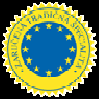 ZARUČENÁ TRADIČNÁ ŠPECIALITA